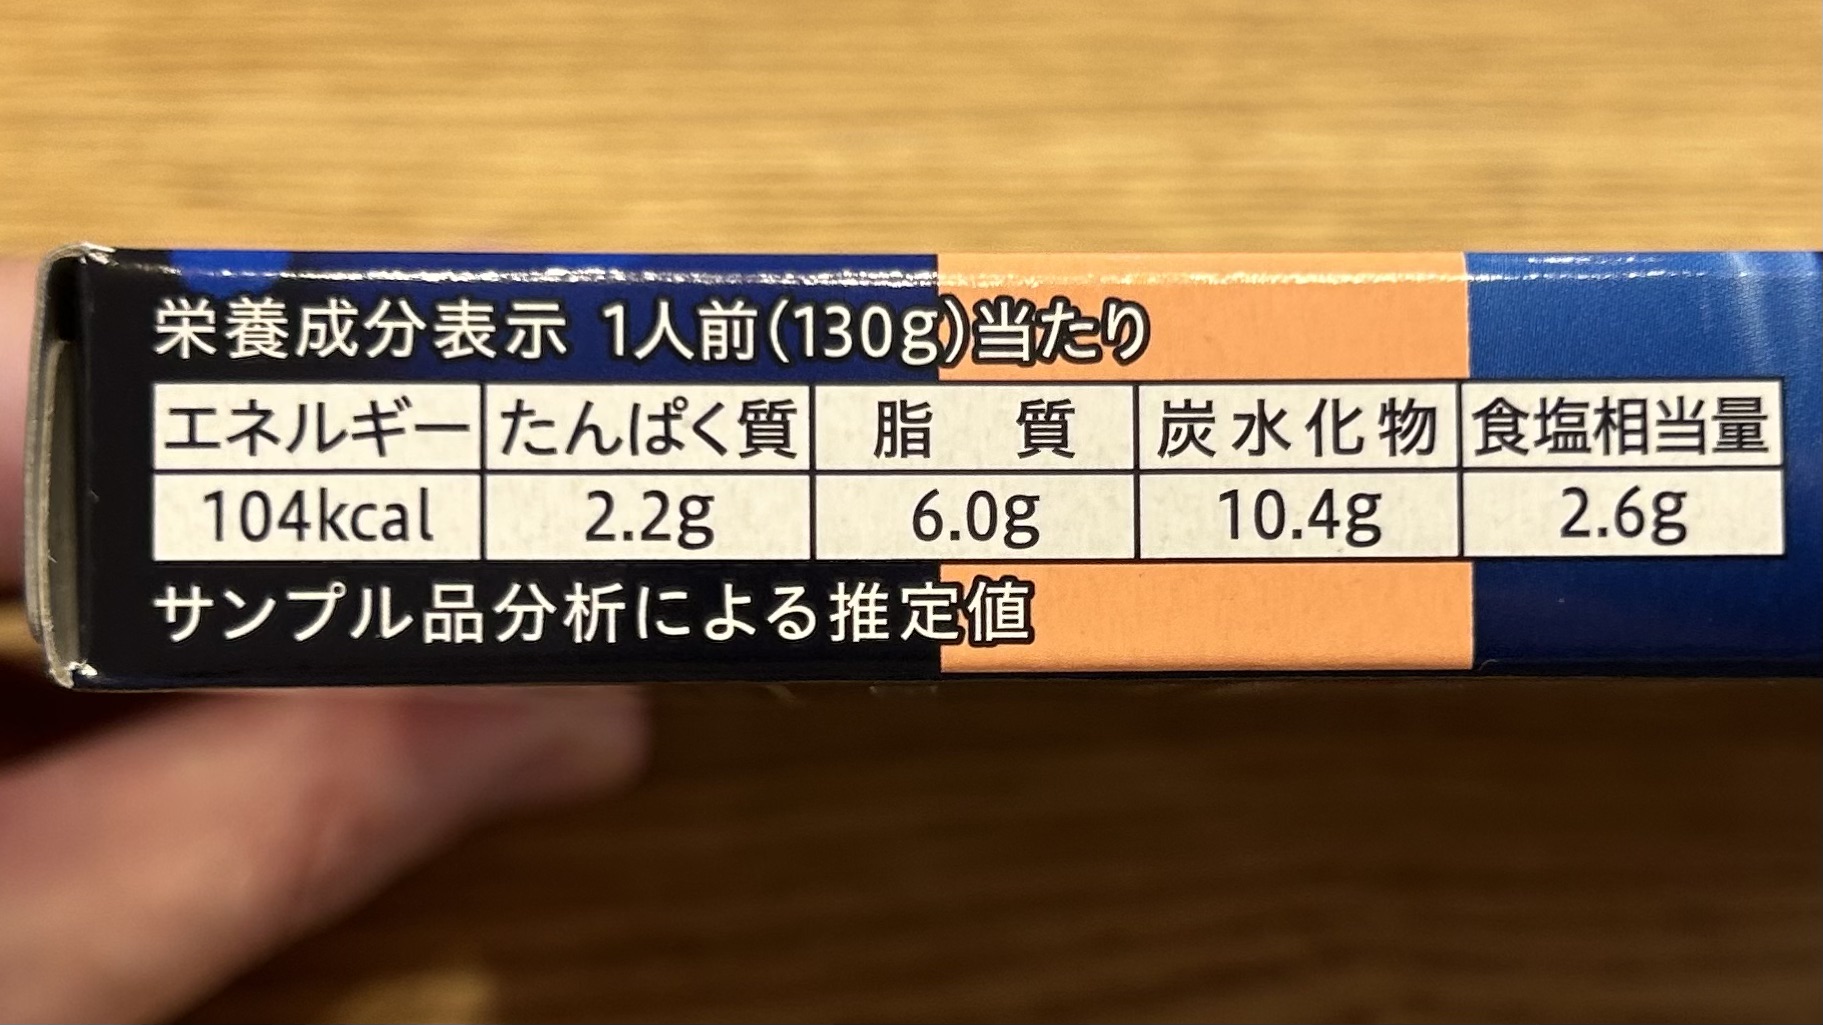 栄養成分表示 1人前(130g)当たり
エネルギー たんぱく質 脂質 炭水化物 食塩相当量
104kcal 2.2g 6.0g 10.4g 2.6g
サンプル品分析による推定値